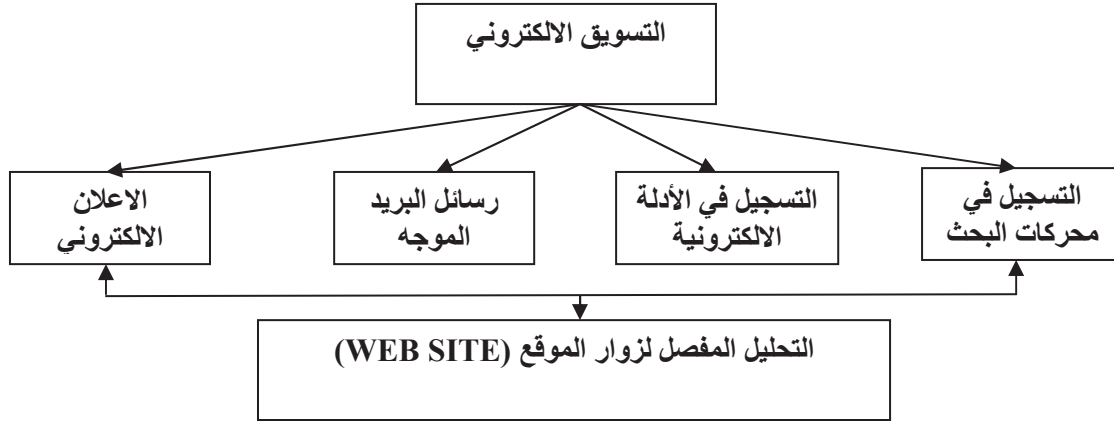 التسويق الالكتروني
التسجيل في
محركات البحث
التسجيل في الأدلة
الالكترونية
رسائل البريد
الموجه
الاعلان
الالكتروني
التحليل المفصل لزوار الموقع (WEB SITE)